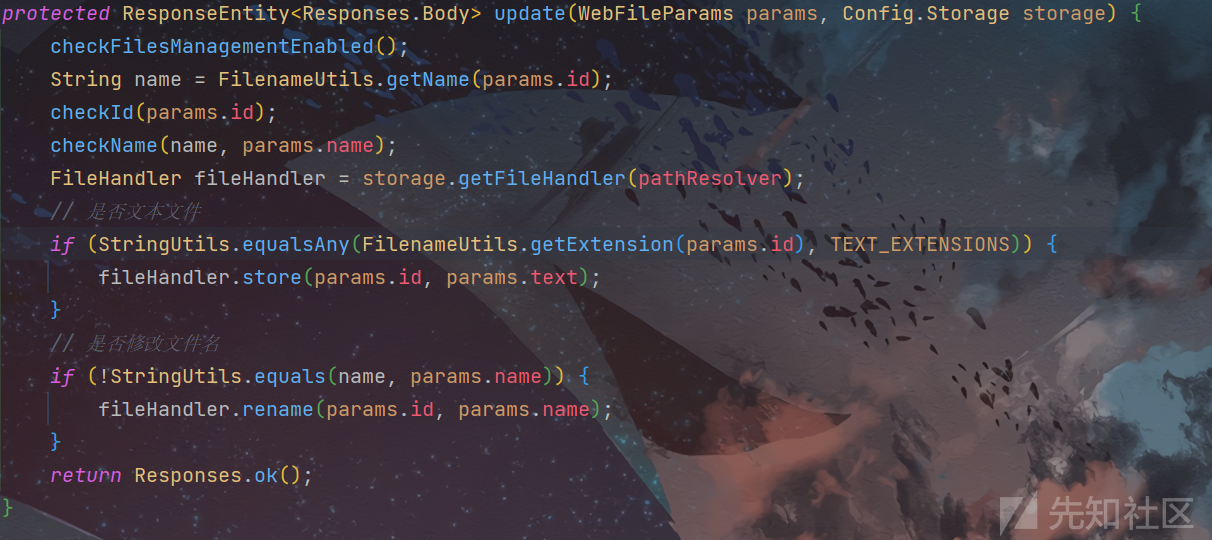 protected ResponseEntity<Responses.Body> update(WebFileParams params, Config.Storage storage) {
    checkFilesManagementEnabled();
    String name = FilenameUtils.getName(params.id);
    checkId(params.id);
    checkName(name, params.name);
    FileHandler fileHandler = storage.getFileHandler(pathResolver);
    // 是否文本文件
    if (StringUtils.equalsAny(FilenameUtils.getExtension(params.id), TEXT_EXTENSIONS)) {
        fileHandler.store(params.id, params.text);
    }
    // 是否修改文件名
    if (!StringUtils.equals(name, params.name)) {
        fileHandler.rename(params.id, params.name);
    }
    return Responses.ok();
}
先知社区